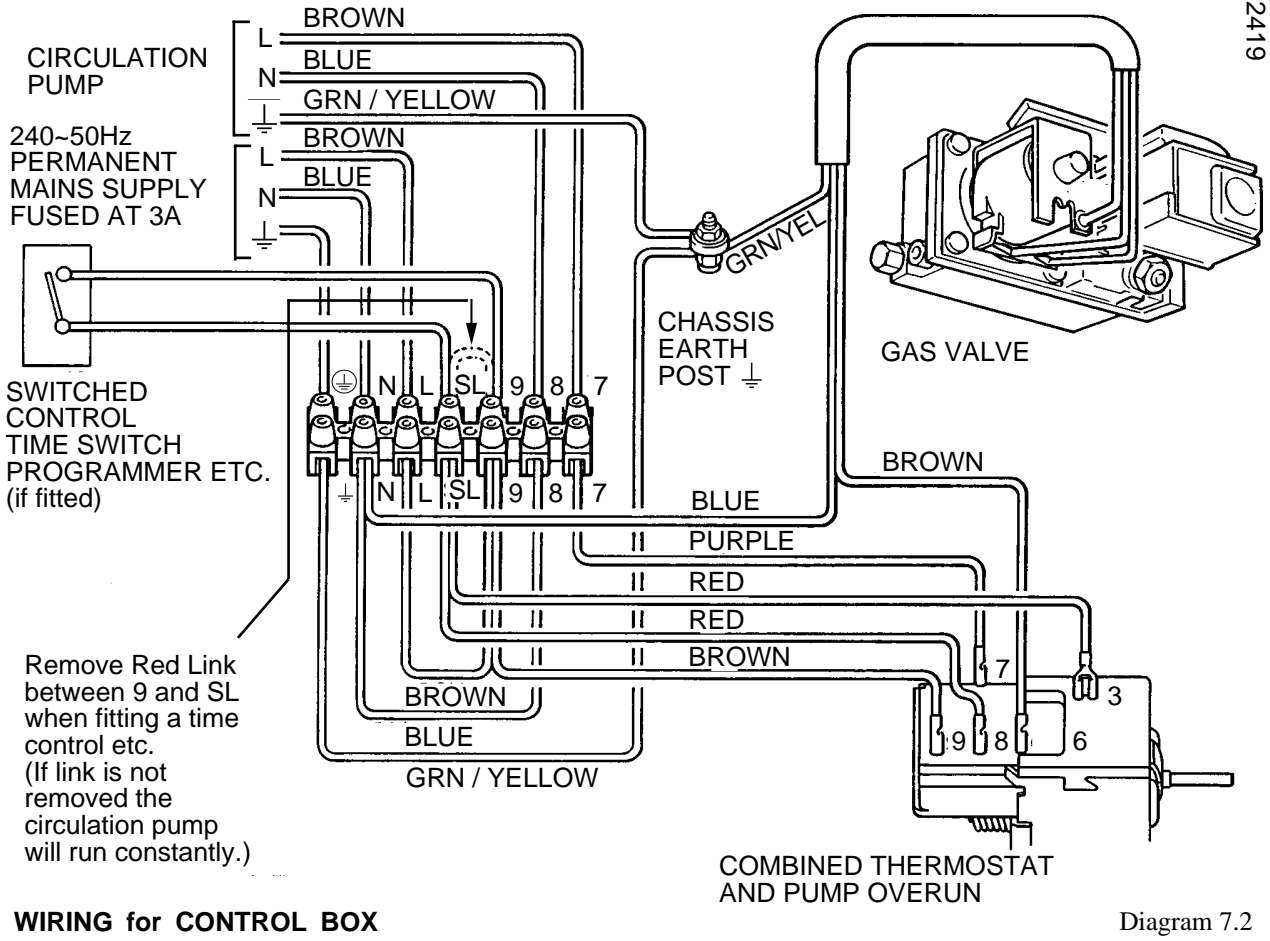 BROWN
L
CIRCULATION
PUMP
BLUE
N
GRN / YELLOW
240~50Hz
PERMANENT
MAINS SUPPLY
FUSED AT 3A
BROWN
L
BLUE
N
2419
GRN/YEL
CHASSIS
EARTH
POST
GAS VALVE
SWITCHED
CONTROL
TIME SWITCH
PROGRAMMER ETC.
(if fitted)
N L SL 9 8 7
N L SL 9 8 7
BROWN
BLUE
PURPLE
RED
RED
BROWN
BROWN
BLUE
GRN / YELLOW
7
3
9 8 6
Remove Red Link
between 9 and SL
when fitting a time
control etc.
(If link is not
removed the
circulation pump
will run constantly.)
COMBINED THERMOSTAT
AND PUMP OVERUN
WIRING for CONTROL BOX
Diagram 7.2